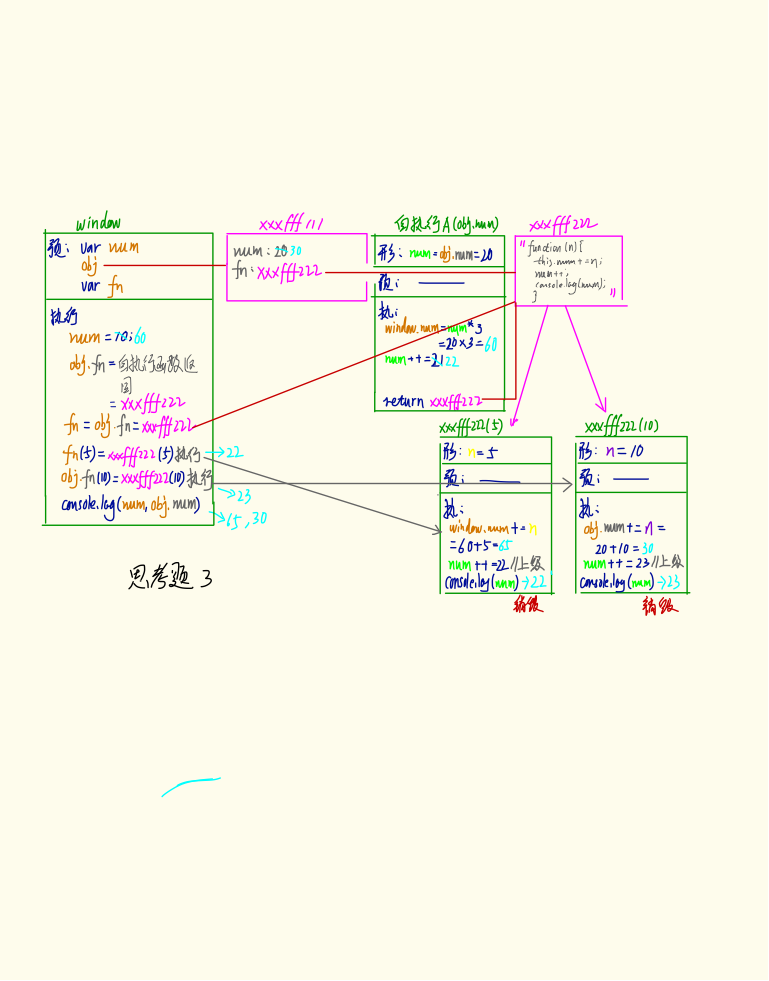 window
预: var num
obj
var fn
执行
num = 10; 60
obj.fn = 自执行函数返
回
= xxxfff222
fn = obj.fn = xxxfff222
fn(5) = xxxfff222(5)执行 → 22
obj.fn(10) = xxxfff222(10)执行
→ 23
console.log(num, obj.num)
→ 65, 30
xxxfff111
num: 20 30
fn: xxxfff222
自执行A(obj.num)
形: num = obj.num = 20
预: ——
执:
window.num = num * 3
= 20 × 3 = 60
num++ = 21 22
return xxxfff222
xxxfff222
"function(n) {
this.num += n;
num++;
console.log(num);
}"
xxxfff222(5)
形: n = 5
预: ——
执:
window.num += n
= 60 + 5 = 65
num++ = 22 //上级
console.log(num) → 22
销毁
xxxfff222(10)
形: n = 10
预: ——
执:
obj.num += n =
20 + 10 = 30
num++ = 23 //上级
console.log(num) → 23
销毁
思考题 3